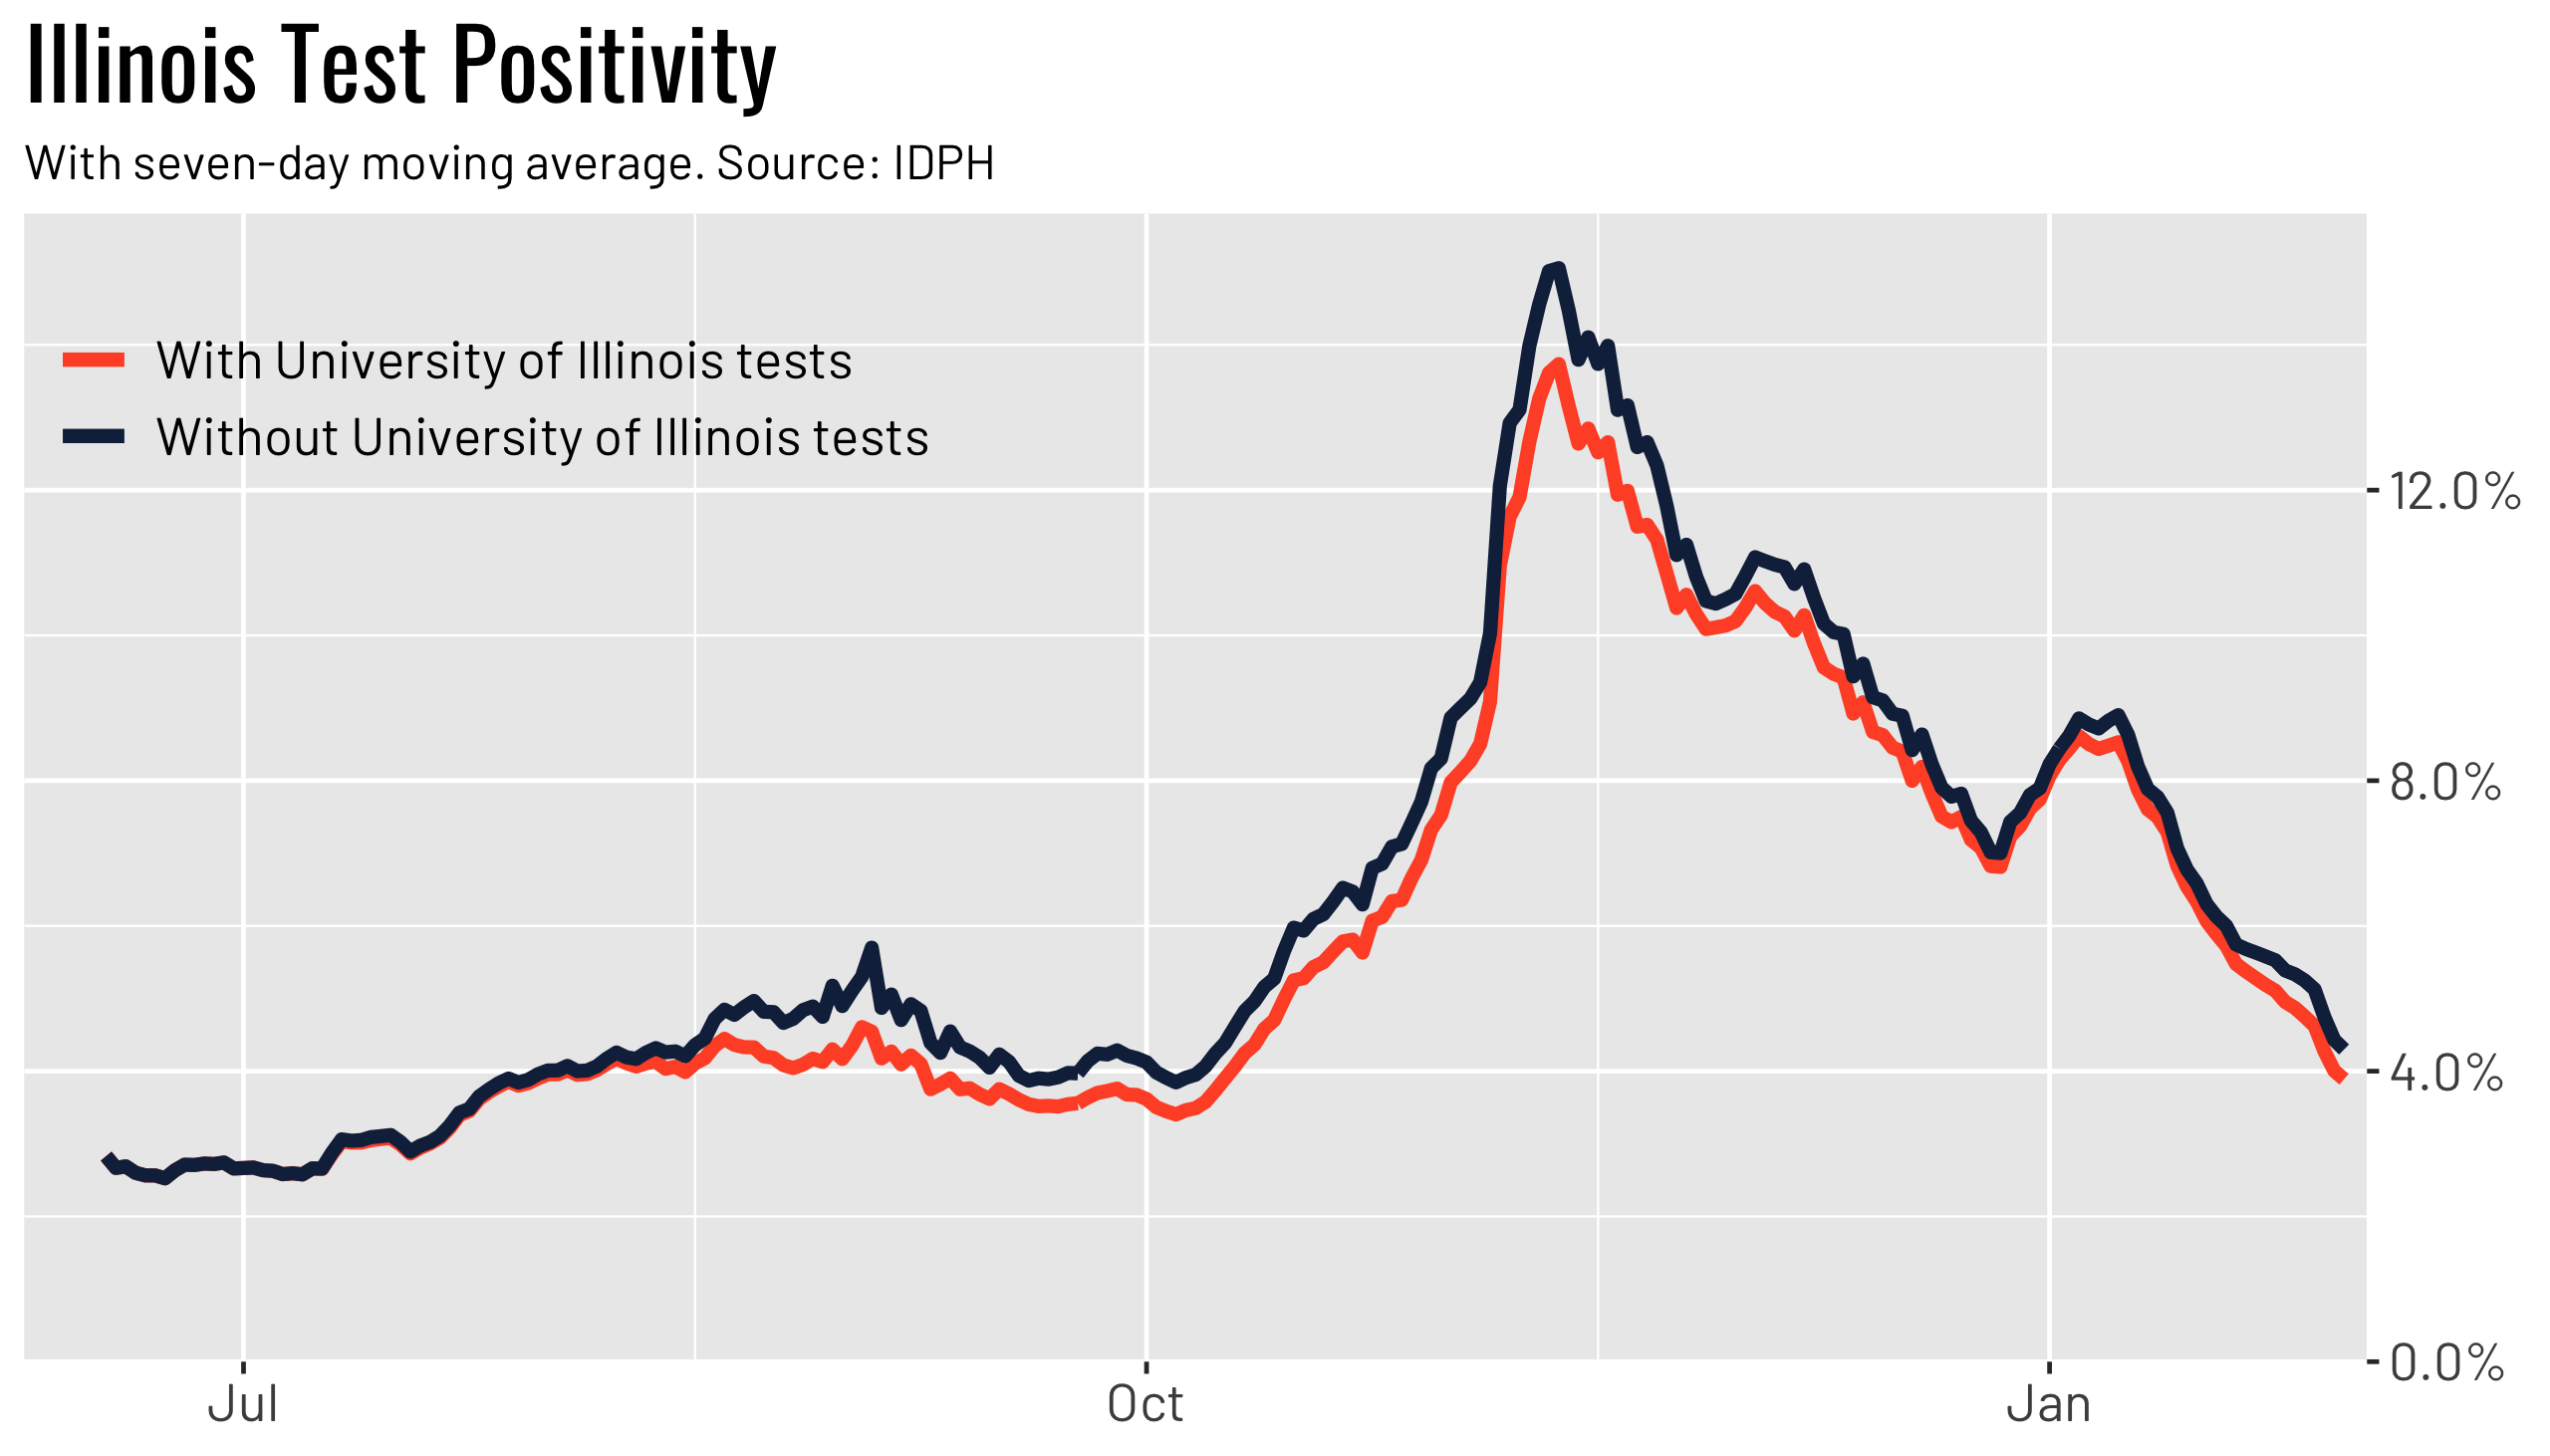 Illinois Test Positivity
With seven-day moving average. Source: IDPH
With University of Illinois tests
Without University of Illinois tests
12.0%
8.0%
4.0%
0.0%
Jul
Oct
Jan